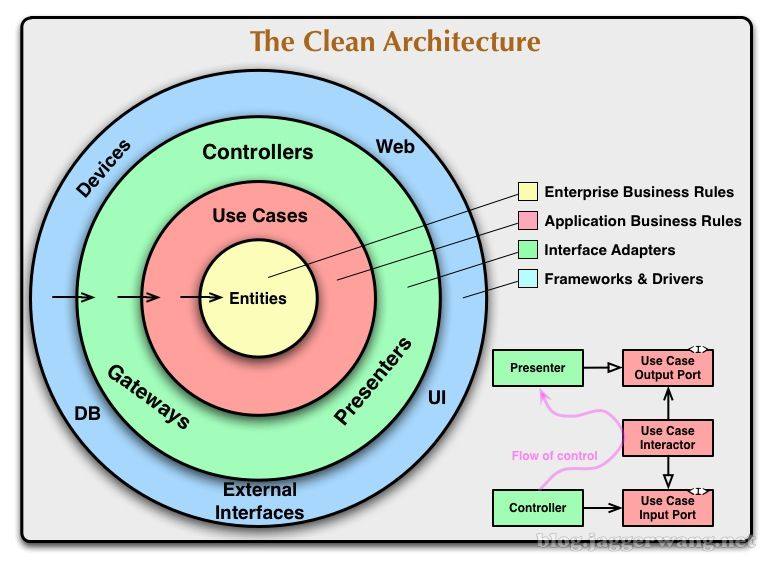 The Clean Architecture
Devices
Web
Controllers
Use Cases
Entities
Gateways
Presenters
DB
UI
External
Interfaces
Enterprise Business Rules
Application Business Rules
Interface Adapters
Frameworks & Drivers
Presenter
<I>
Use Case
Output Port
Use Case
Interactor
Flow of control
Controller
<I>
Use Case
Input Port
blog.jaggerwang.net